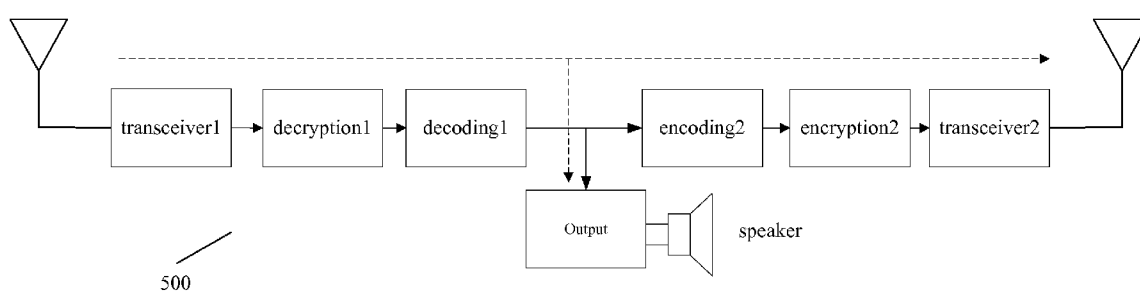 transceiver1
decryption1
decoding1
encoding2
encryption2
transceiver2
Output
speaker
500